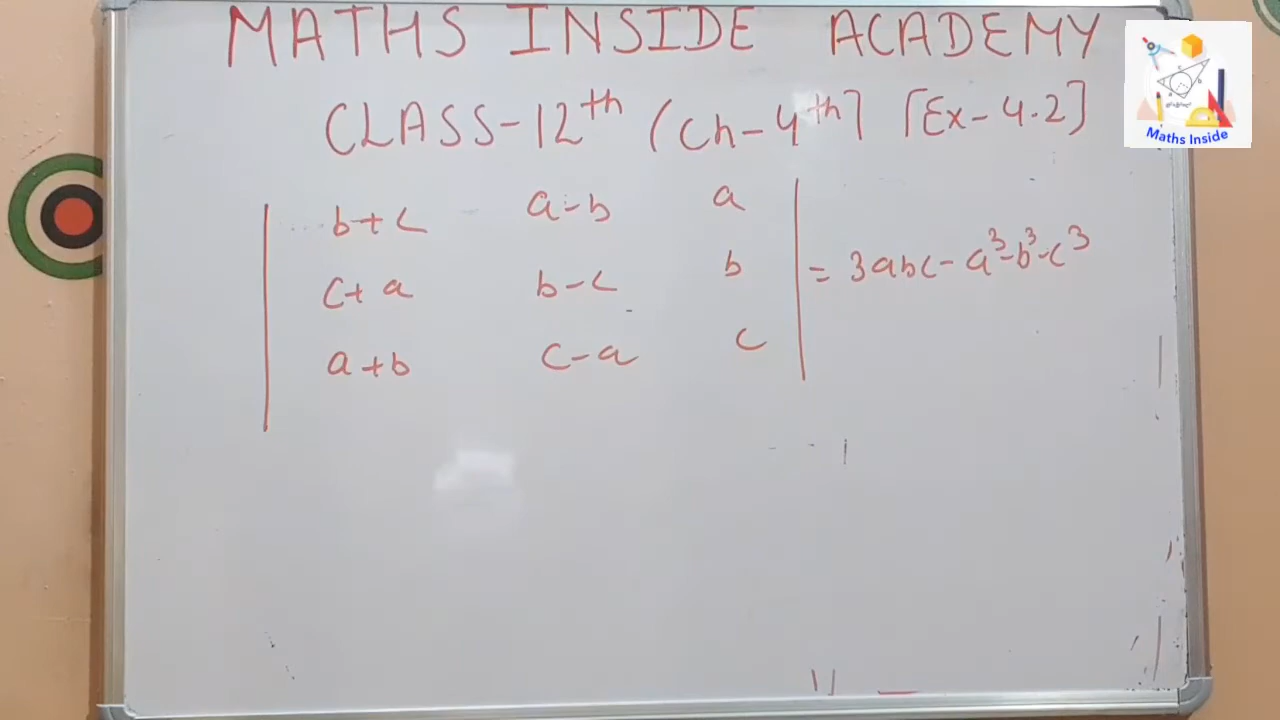 MATHS INSIDE ACADEMY
Maths Inside
CLASS-12th (Ch-4th] [Ex-4.2]
b+c a-b a
c+a b-c b = 3abc - a³-b³-c³
a+b c-a c